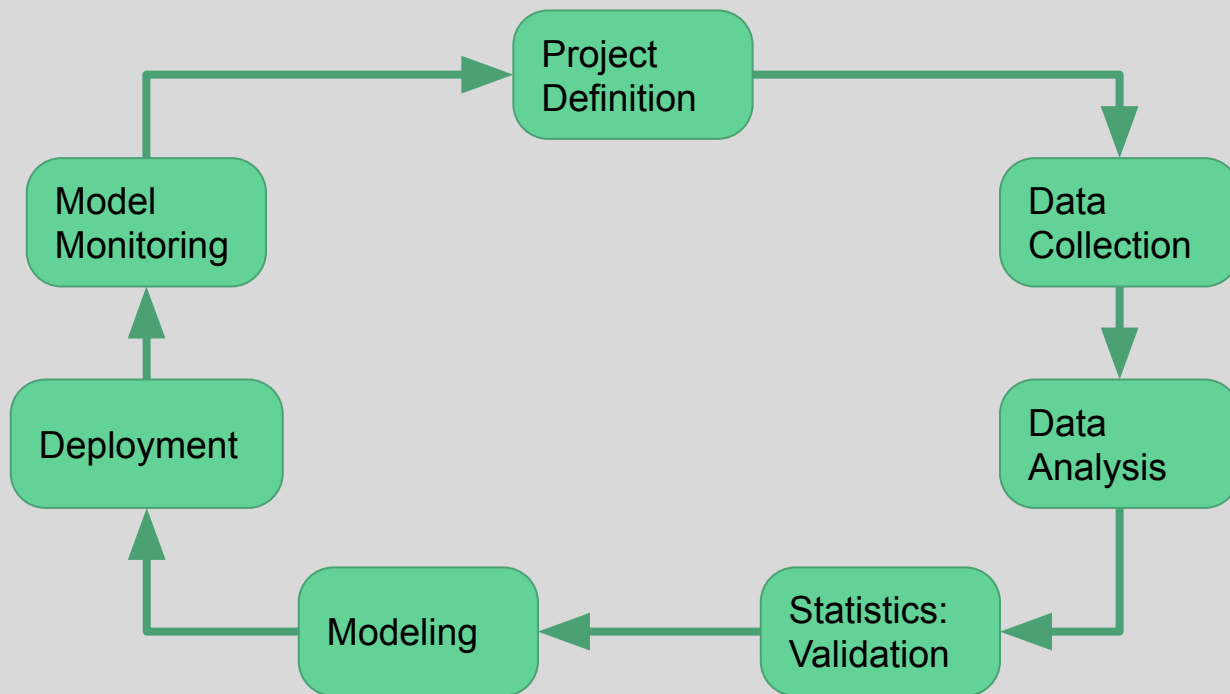 Project
Definition
Data
Collection
Data
Analysis
Statistics:
Validation
Modeling
Deployment
Model
Monitoring